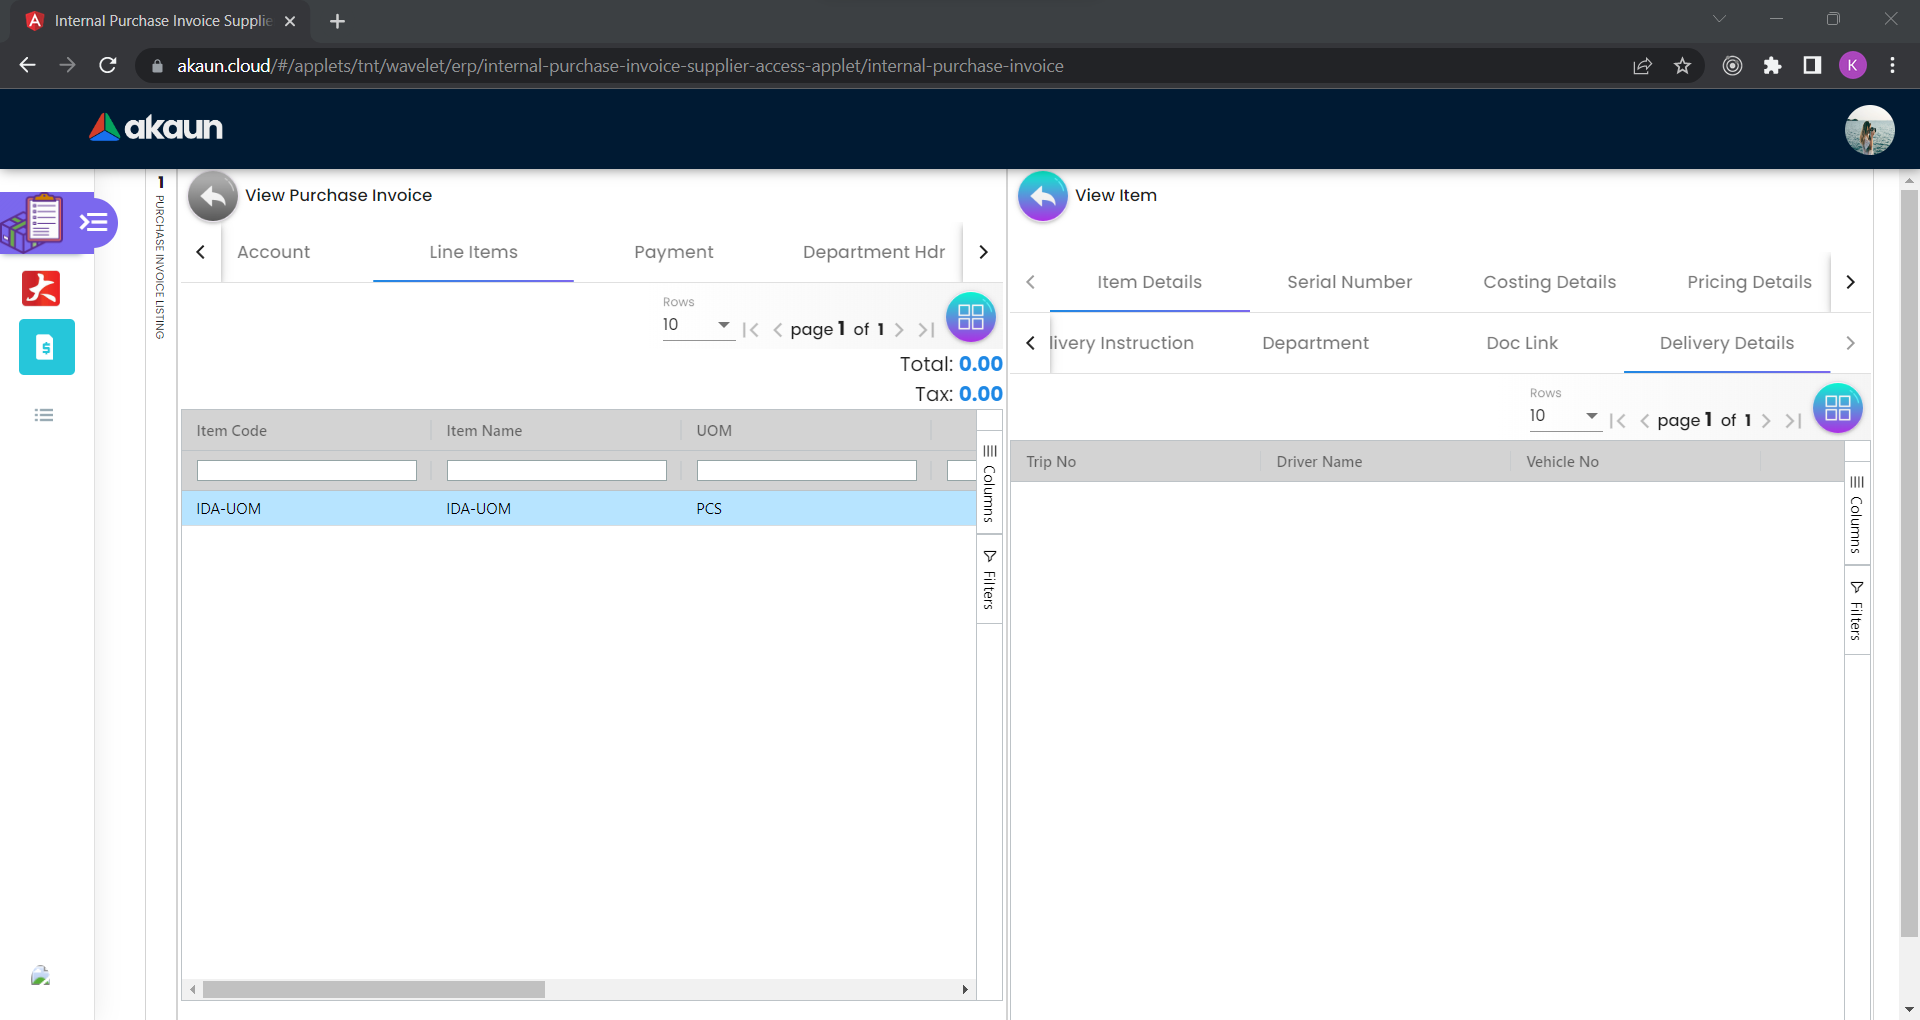 Internal Purchase Invoice Supplie
akaun.cloud/#/applets/tnt/wavelet/erp/internal-purchase-invoice-supplier-access-applet/internal-purchase-invoice
K
akaun
1 PURCHASE INVOICE LISTING
View Purchase Invoice
Account
Line Items
Payment
Department Hdr
Rows
10
page 1 of 1
Total: 0.00
Tax: 0.00
Item Code
Item Name
UOM
IDA-UOM
IDA-UOM
PCS
Columns
Filters
View Item
Item Details
Serial Number
Costing Details
Pricing Details
livery Instruction
Department
Doc Link
Delivery Details
Rows
10
page 1 of 1
Trip No
Driver Name
Vehicle No
Columns
Filters